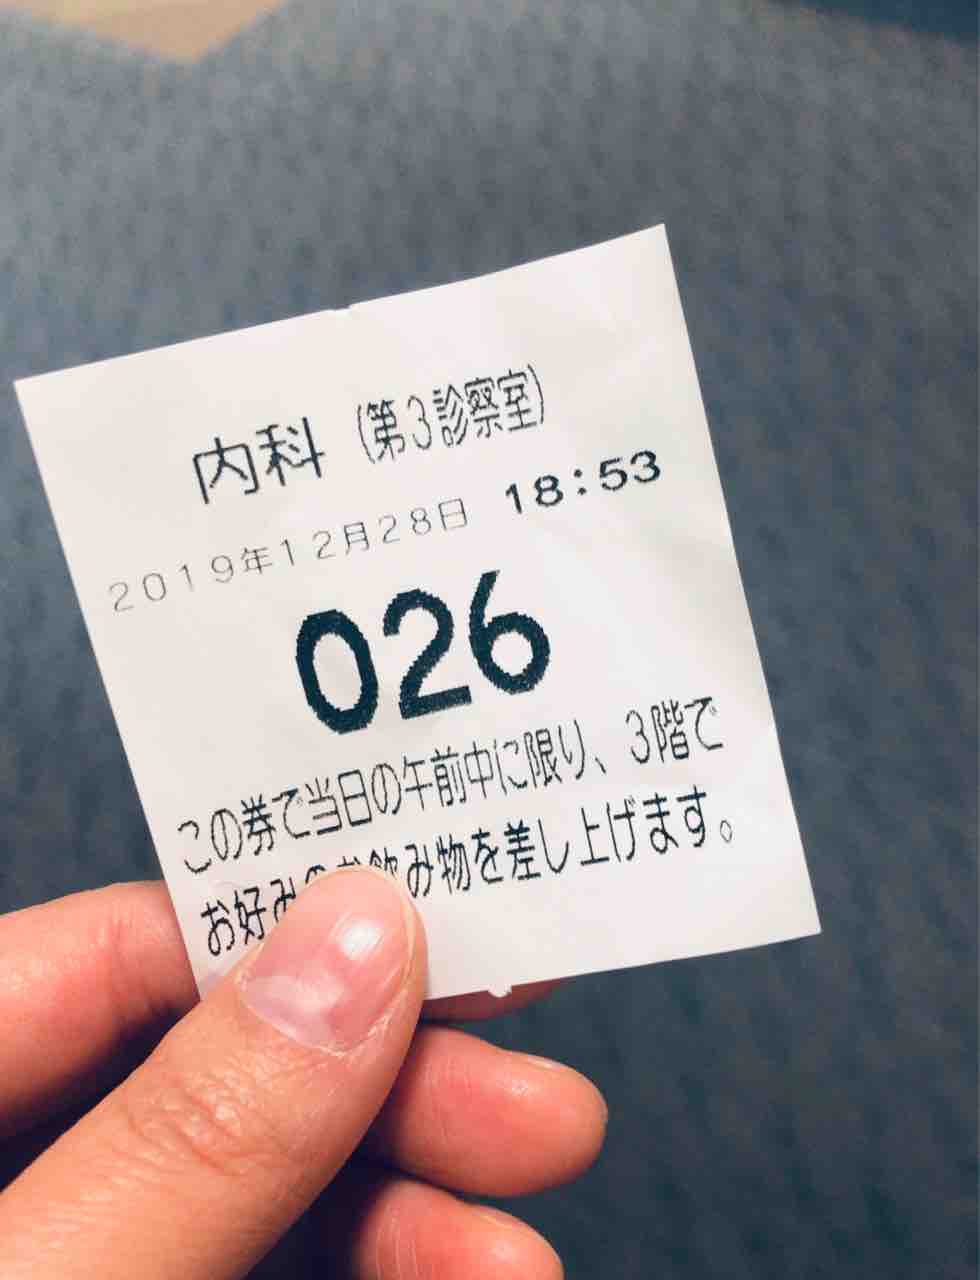 内科 (第3診察室)
2019年12月28日 18:53
026
この券で当日の午前中に限り、3階で
お好みのお飲み物を差し上げます。